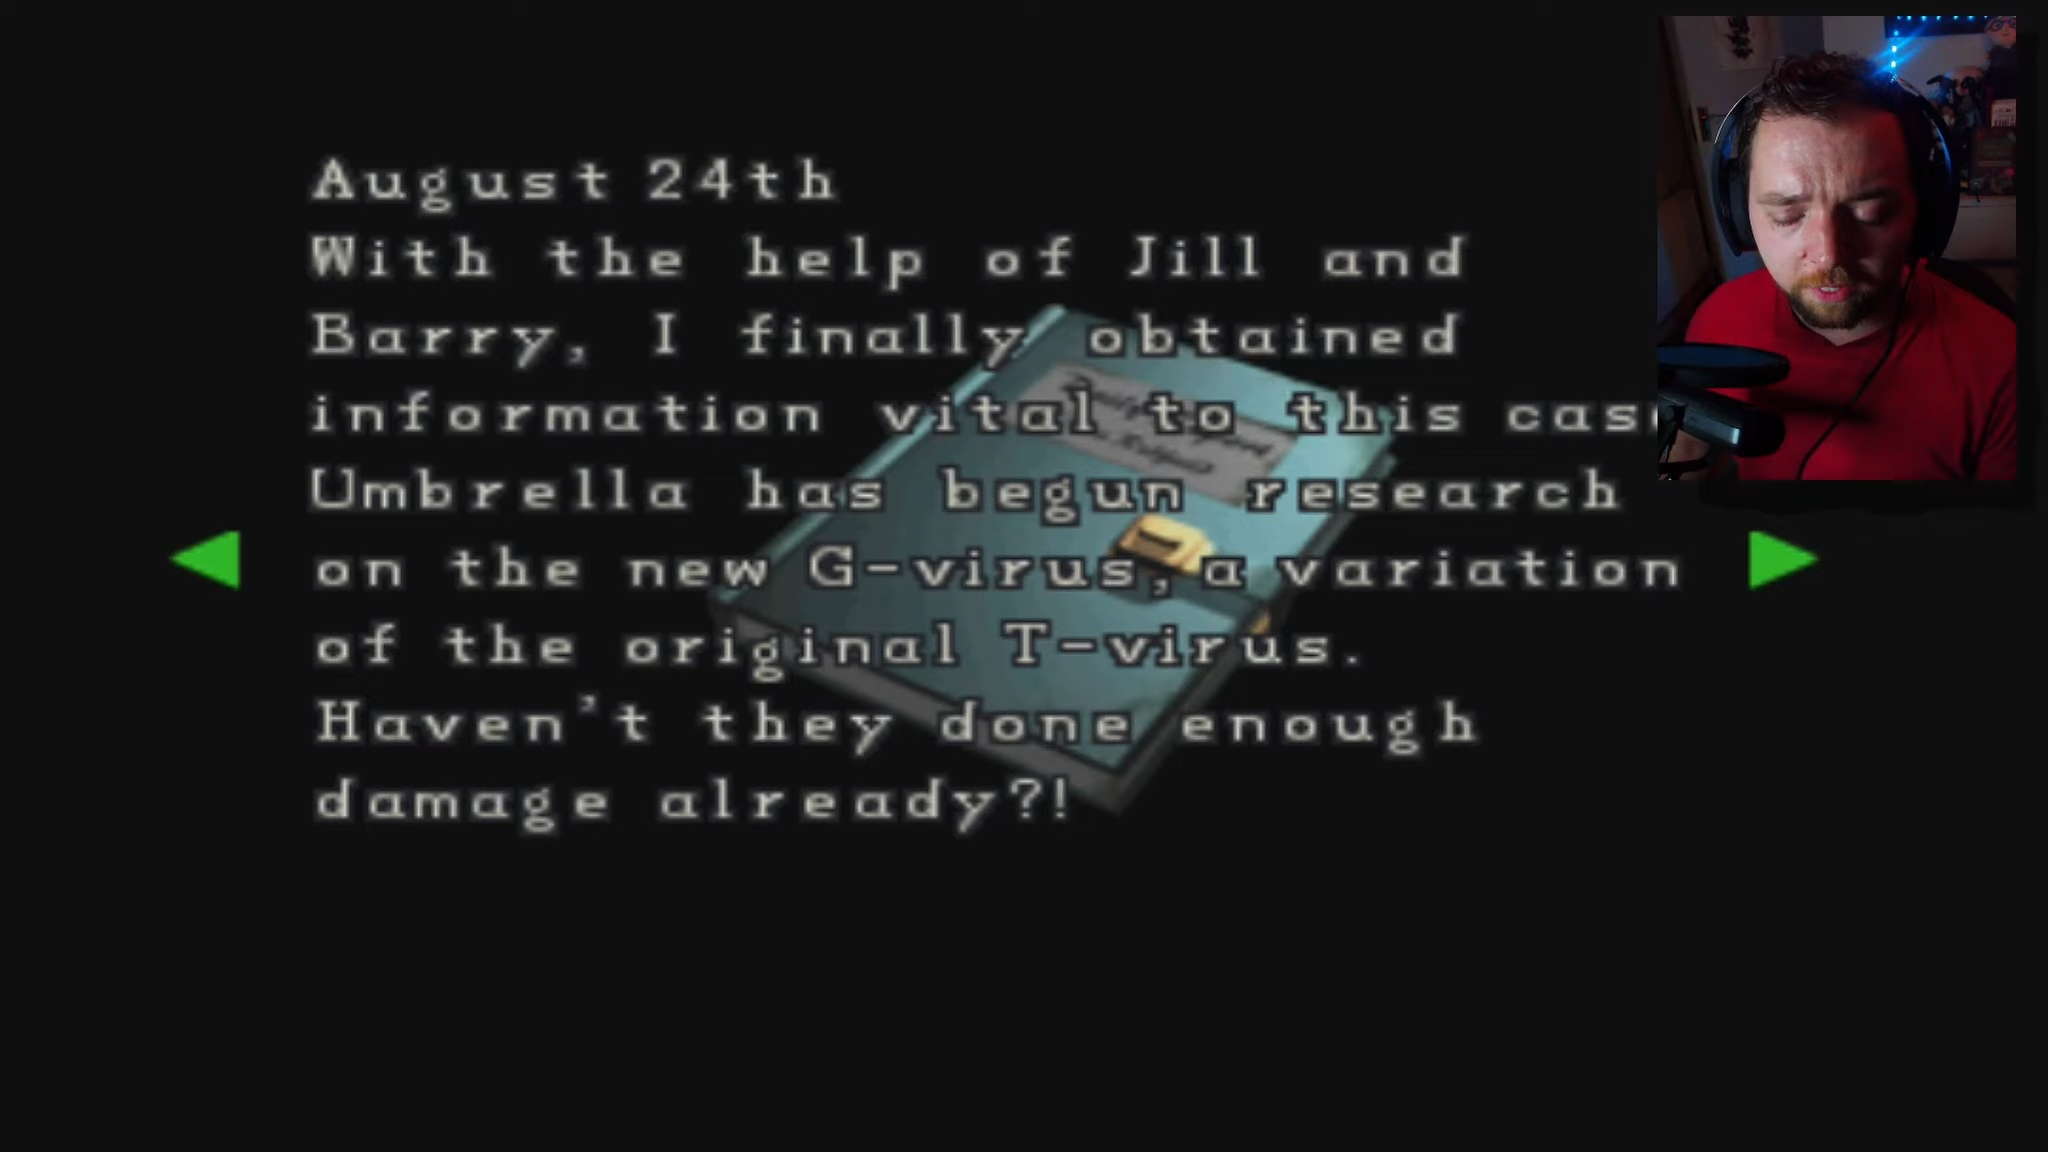 August 24th
With the help of Jill and
Barry, I finally obtained
information vital to this cas
Umbrella has begun research
on the new G-virus, a variation
of the original T-virus.
Haven't they done enough
damage already?!